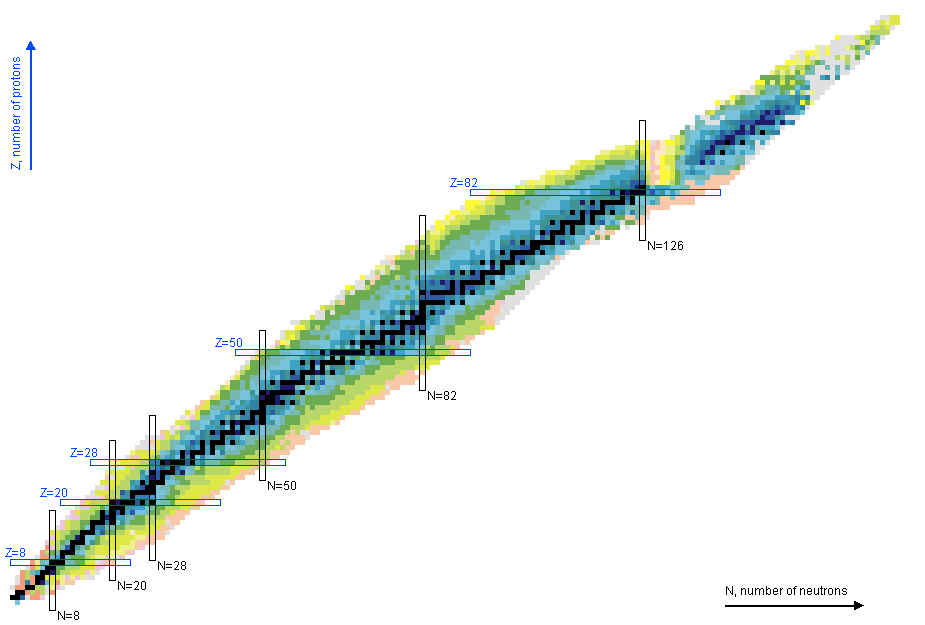 Z, number of protons
Z=82
N=126
Z=50
N=82
Z=28
N=50
Z=20
Z=8
N=28
N=20
N=8
N, number of neutrons